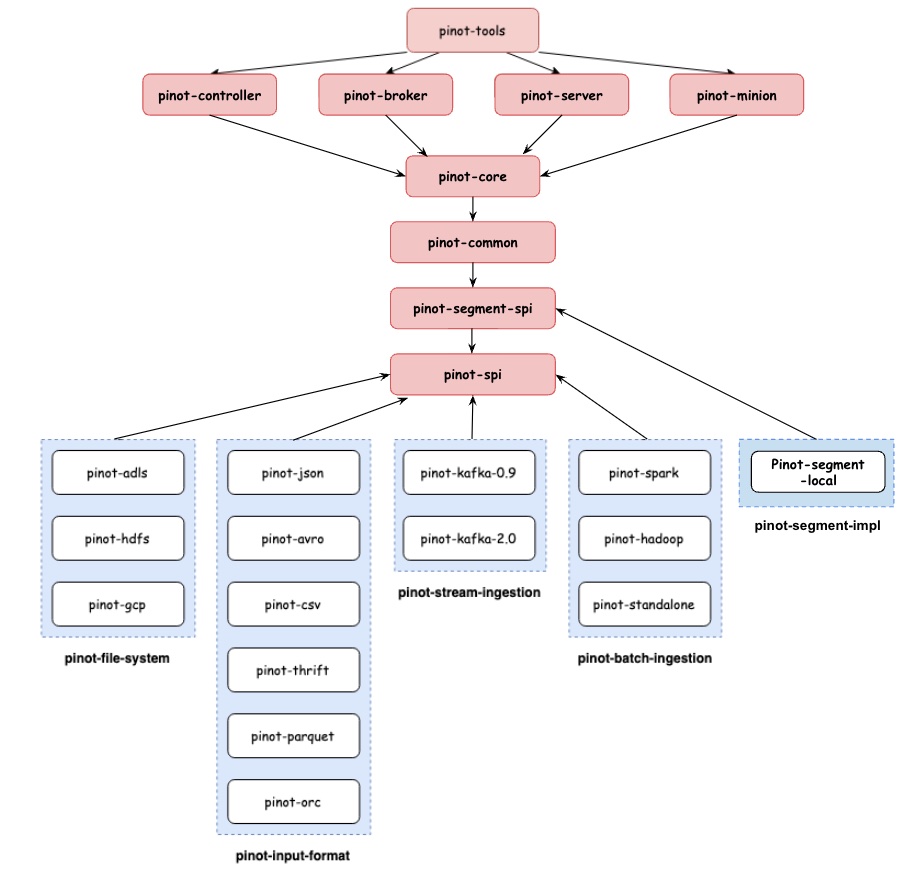 pinot-tools
pinot-controller
pinot-broker
pinot-server
pinot-minion
pinot-core
pinot-common
pinot-segment-spi
pinot-spi
pinot-adls
pinot-hdfs
pinot-gcp
pinot-file-system
pinot-json
pinot-avro
pinot-csv
pinot-thrift
pinot-parquet
pinot-orc
pinot-input-format
pinot-kafka-0.9
pinot-kafka-2.0
pinot-stream-ingestion
pinot-spark
pinot-hadoop
pinot-standalone
pinot-batch-ingestion
Pinot-segment
-local
pinot-segment-impl